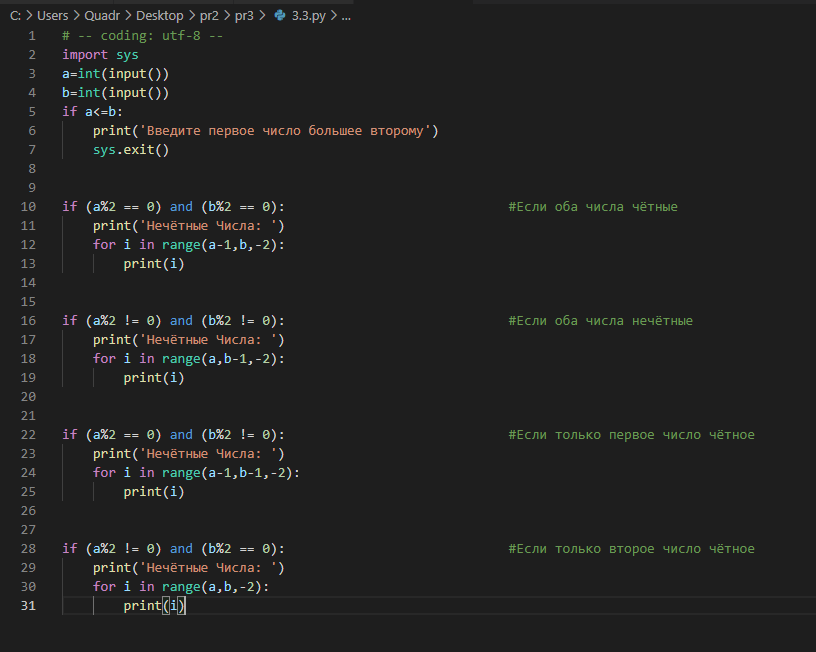 C: > Users > Quadr > Desktop > pr2 > pr3 > 3.3.py > ...
1 # -- coding: utf-8 --
2 import sys
3 a=int(input())
4 b=int(input())
5 if a<=b:
6     print('Введите первое число большее второму')
7     sys.exit()
8
9
10 if (a%2 == 0) and (b%2 == 0): #Если оба числа чётные
11     print('Нечётные Числа: ')
12     for i in range(a-1,b,-2):
13         print(i)
14
15
16 if (a%2 != 0) and (b%2 != 0): #Если оба числа нечётные
17     print('Нечётные Числа: ')
18     for i in range(a,b-1,-2):
19         print(i)
20
21
22 if (a%2 == 0) and (b%2 != 0): #Если только первое число чётное
23     print('Нечётные Числа: ')
24     for i in range(a-1,b-1,-2):
25         print(i)
26
27
28 if (a%2 != 0) and (b%2 == 0): #Если только второе число чётное
29     print('Нечётные Числа: ')
30     for i in range(a,b,-2):
31         print(i)